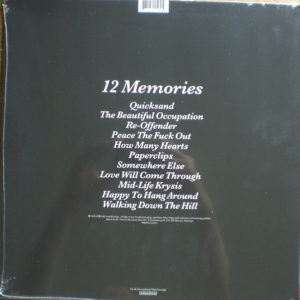 12 Memories
Quicksand
The Beautiful Occupation
Re-Offender
Peace The Fuck Out
How Many Hearts
Paperclips
Somewhere Else
Love Will Come Through
Mid-Life Krysis
Happy To Hang Around
Walking Down The Hill